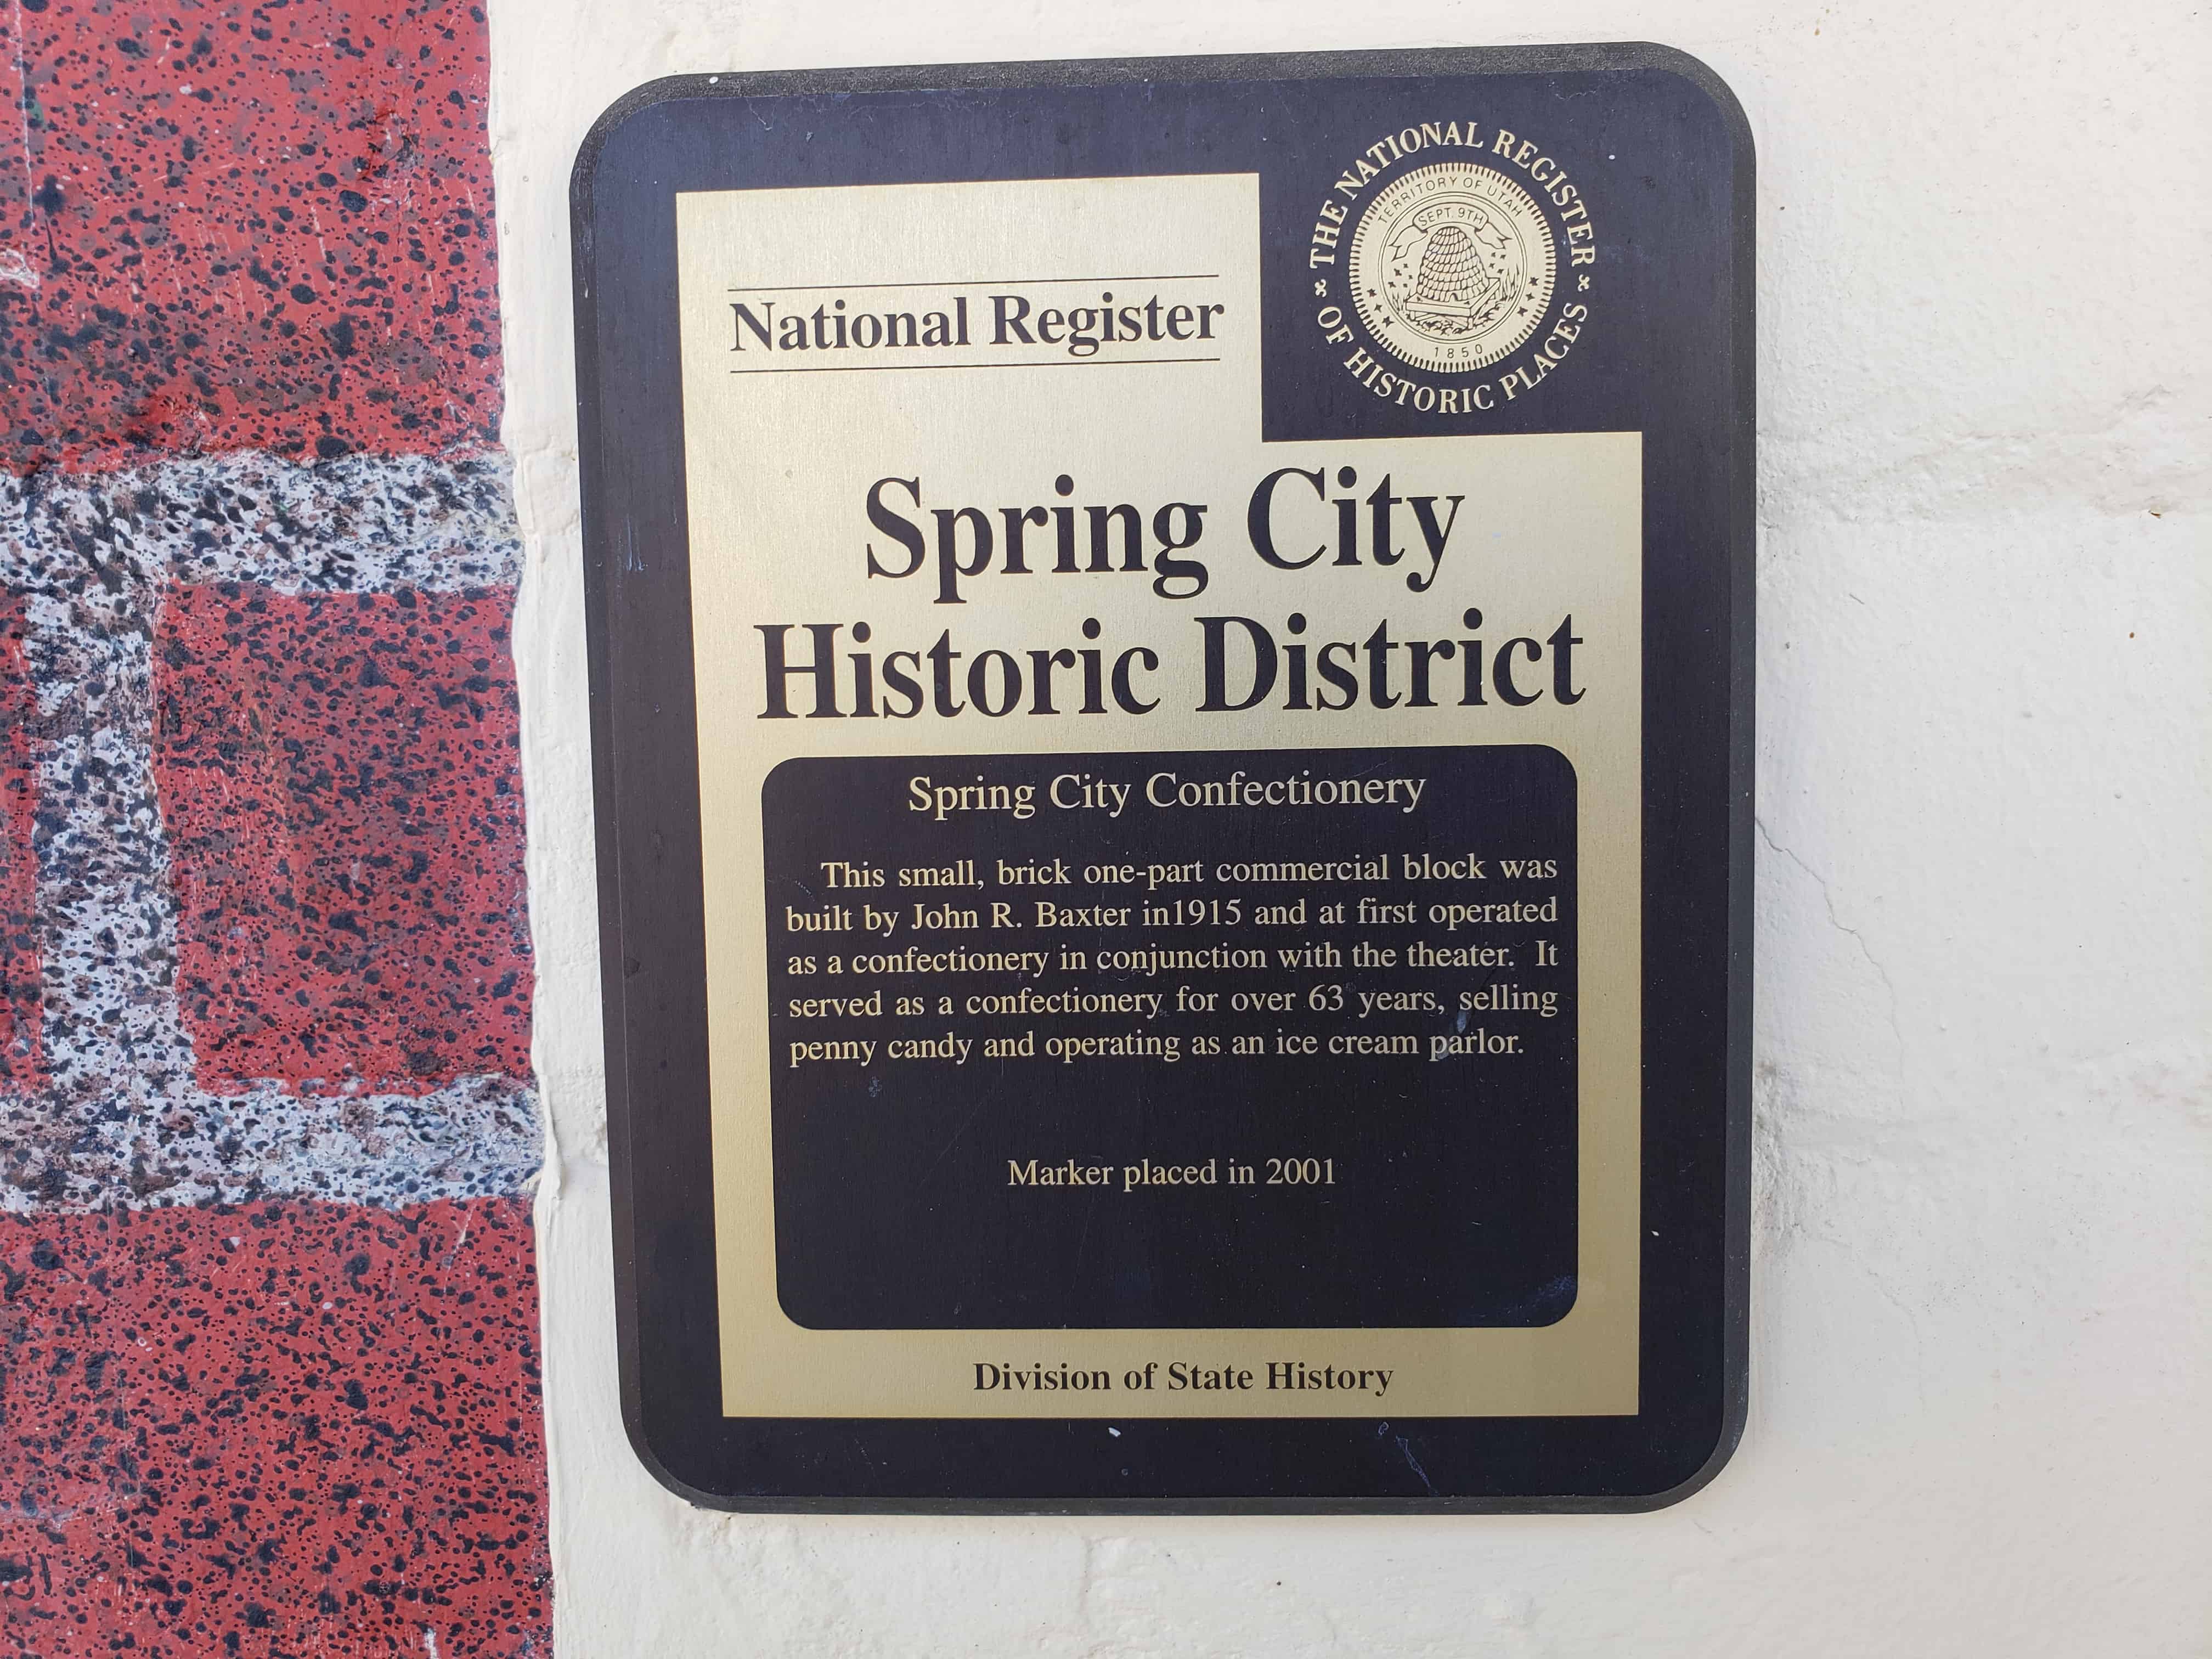 National Register
THE NATIONAL REGISTER
OF HISTORIC PLACES
TERRITORY OF UTAH
SEPT. 9TH
1850
Spring City
Historic District
Spring City Confectionery
This small, brick one-part commercial block was
built by John R. Baxter in1915 and at first operated
as a confectionery in conjunction with the theater. It
served as a confectionery for over 63 years, selling
penny candy and operating as an ice cream parlor.
Marker placed in 2001
Division of State History